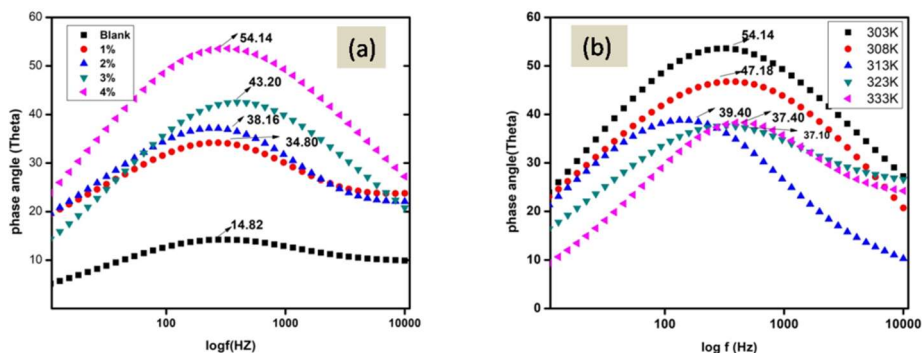 60
50
40
30
20
10
phase angle (Theta)
Blank
1%
2%
3%
4%
(a)
54.14
43.20
38.16
34.80
14.82
100 1000 10000
logf(HZ)
60
50
40
30
20
10
0
phase angle(Theta)
(b)
303K
308K
313K
323K
333K
54.14
47.18
39.40 37.40
37.10
100 1000 10000
log f (Hz)